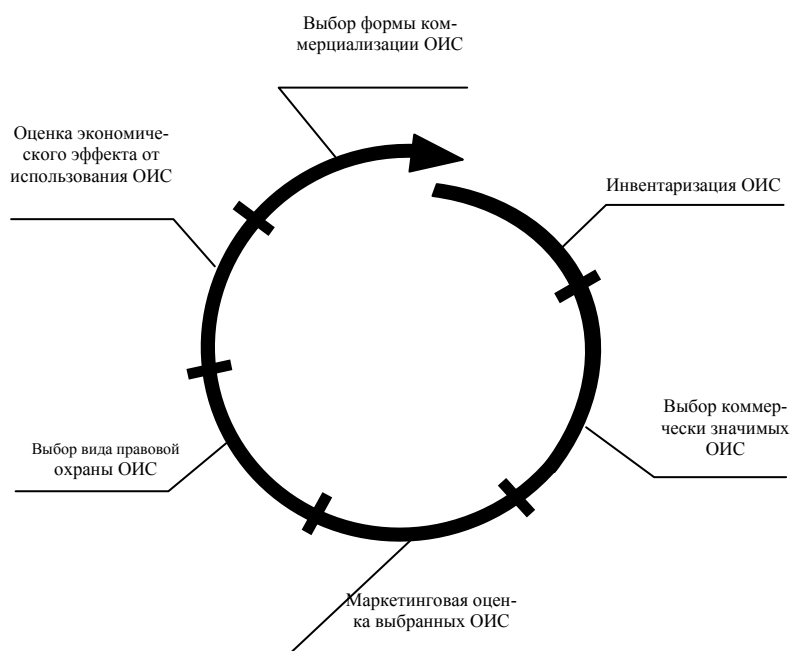 Выбор формы ком-
мерциализации ОИС
Оценка экономиче-
ского эффекта от
использования ОИС
Инвентаризация ОИС
Выбор коммер-
чески значимых
ОИС
Выбор вида правовой
охраны ОИС
Маркетинговая оцен-
ка выбранных ОИС